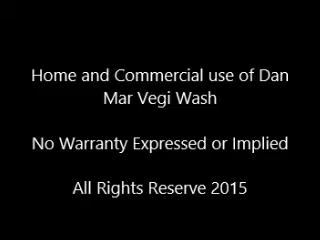 Home and Commercial use of Dan
Mar Vegi Wash
No Warranty Expressed or Implied
All Rights Reserve 2015